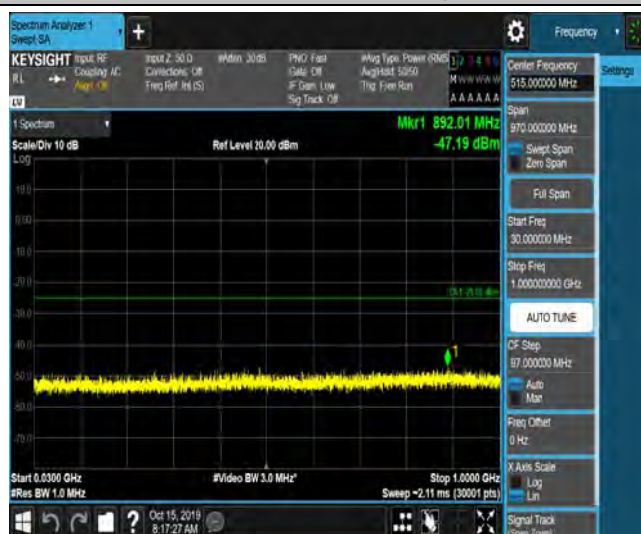 Spectrum Analyzer 1
Swept SA
+
Frequency
Settings
KEYSIGHT
Input: RF
Input Z: 50 Ω
#Atten: 30dB
PNO: Fast
#Avg Type: Power (RMS)
RL
Coupling: AC
Corrections: Off
Gate: Off
Avg|Hold: 50/50
Align: Off
Freq Ref: Int (S)
IF Gain: Low
Trig: Free Run
Sig Track: Off
1 2 3 4 5 6
M W W W W W
A A A A A A
LV
1 Spectrum
Mkr1 892.01 MHz
Scale/Div 10 dB
Ref Level 20.00 dBm
-47.19 dBm
Log
10.0
0.00
-10.0
-20.0
-30.0
-40.0
-50.0
-60.0
-70.0
1
Start 0.0300 GHz
#Video BW 3.0 MHz*
Stop 1.0000 GHz
#Res BW 1.0 MHz
Sweep ~2.11 ms (30001 pts)
?
Oct 15, 2019
8:17:27 AM
Center Frequency
515.000000 MHz
Span
970.000000 MHz
Swept Span
Zero Span
Full Span
Start Freq
30.000000 MHz
Stop Freq
1.000000000 GHz
AUTO TUNE
CF Step
97.000000 MHz
Auto
Man
Freq Offset
0 Hz
X Axis Scale
Log
Lin
Signal Track
(Span Zoom)